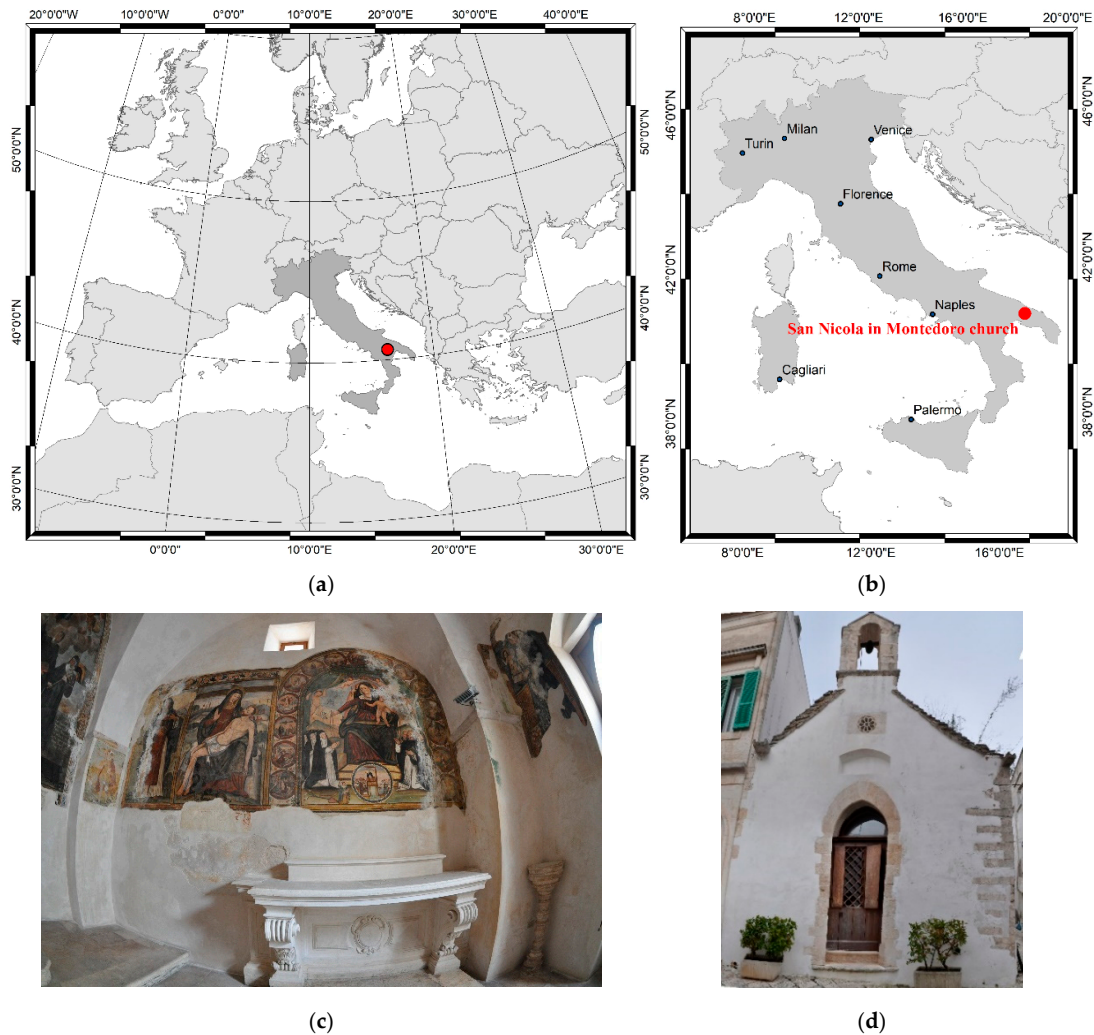 20°0'0"W 10°0'0"W 0°0'0" 10°0'0"E 20°0'0"E 30°0'0"E 40°0'0"E
50°0'0"N
40°0'0"N
30°0'0"N
50°0'0"N
40°0'0"N
30°0'0"N
0°0'0" 10°0'0"E 20°0'0"E 30°0'0"E
(a)
8°0'0"E 12°0'0"E 16°0'0"E 20°0'0"E
46°0'0"N
42°0'0"N
38°0'0"N
46°0'0"N
42°0'0"N
38°0'0"N
Milan
Venice
Turin
Florence
Rome
Naples
San Nicola in Montedoro church
Cagliari
Palermo
8°0'0"E 12°0'0"E 16°0'0"E
(b)
(c)
(d)